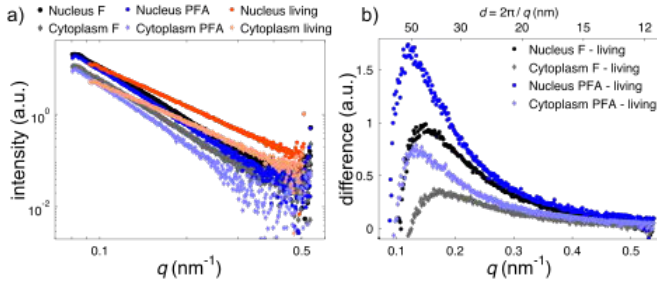 a)
Nucleus F
Nucleus PFA
Nucleus living
Cytoplasm F
Cytoplasm PFA
Cytoplasm living
intensity (a.u.)
10⁰
10⁻²
0.1
0.5
q (nm⁻¹)
b)
d = 2π / q (nm)
50
30
20
15
12
Nucleus F - living
Cytoplasm F - living
Nucleus PFA - living
Cytoplasm PFA - living
difference (a.u.)
1.5
1
0.5
0
0.1
0.2
0.3
0.4
0.5
q (nm⁻¹)